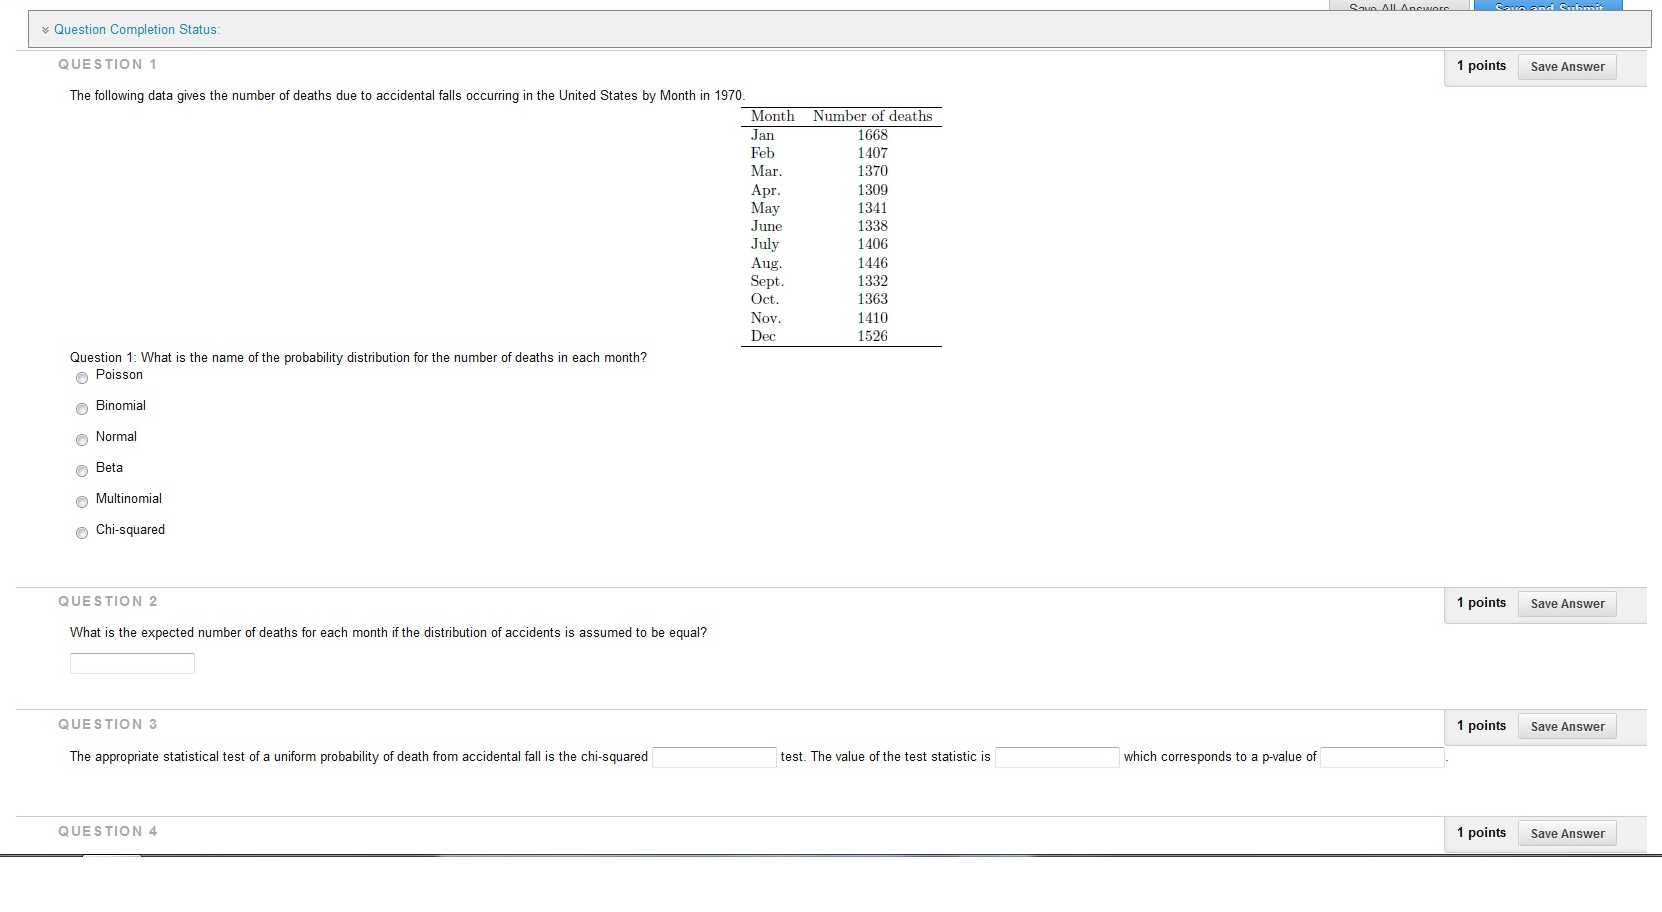 Save All Answers Save and Submit
Question Completion Status:
QUESTION 1
1 points Save Answer
The following data gives the number of deaths due to accidental falls occurring in the United States by Month in 1970.
Month Number of deaths
Jan 1668
Feb 1407
Mar. 1370
Apr. 1309
May 1341
June 1338
July 1406
Aug. 1446
Sept. 1332
Oct. 1363
Nov. 1410
Dec 1526
Question 1: What is the name of the probability distribution for the number of deaths in each month?
Poisson
Binomial
Normal
Beta
Multinomial
Chi-squared
QUESTION 2
1 points Save Answer
What is the expected number of deaths for each month if the distribution of accidents is assumed to be equal?
QUESTION 3
1 points Save Answer
The appropriate statistical test of a uniform probability of death from accidental fall is the chi-squared test. The value of the test statistic is which corresponds to a p-value of .
QUESTION 4
1 points Save Answer